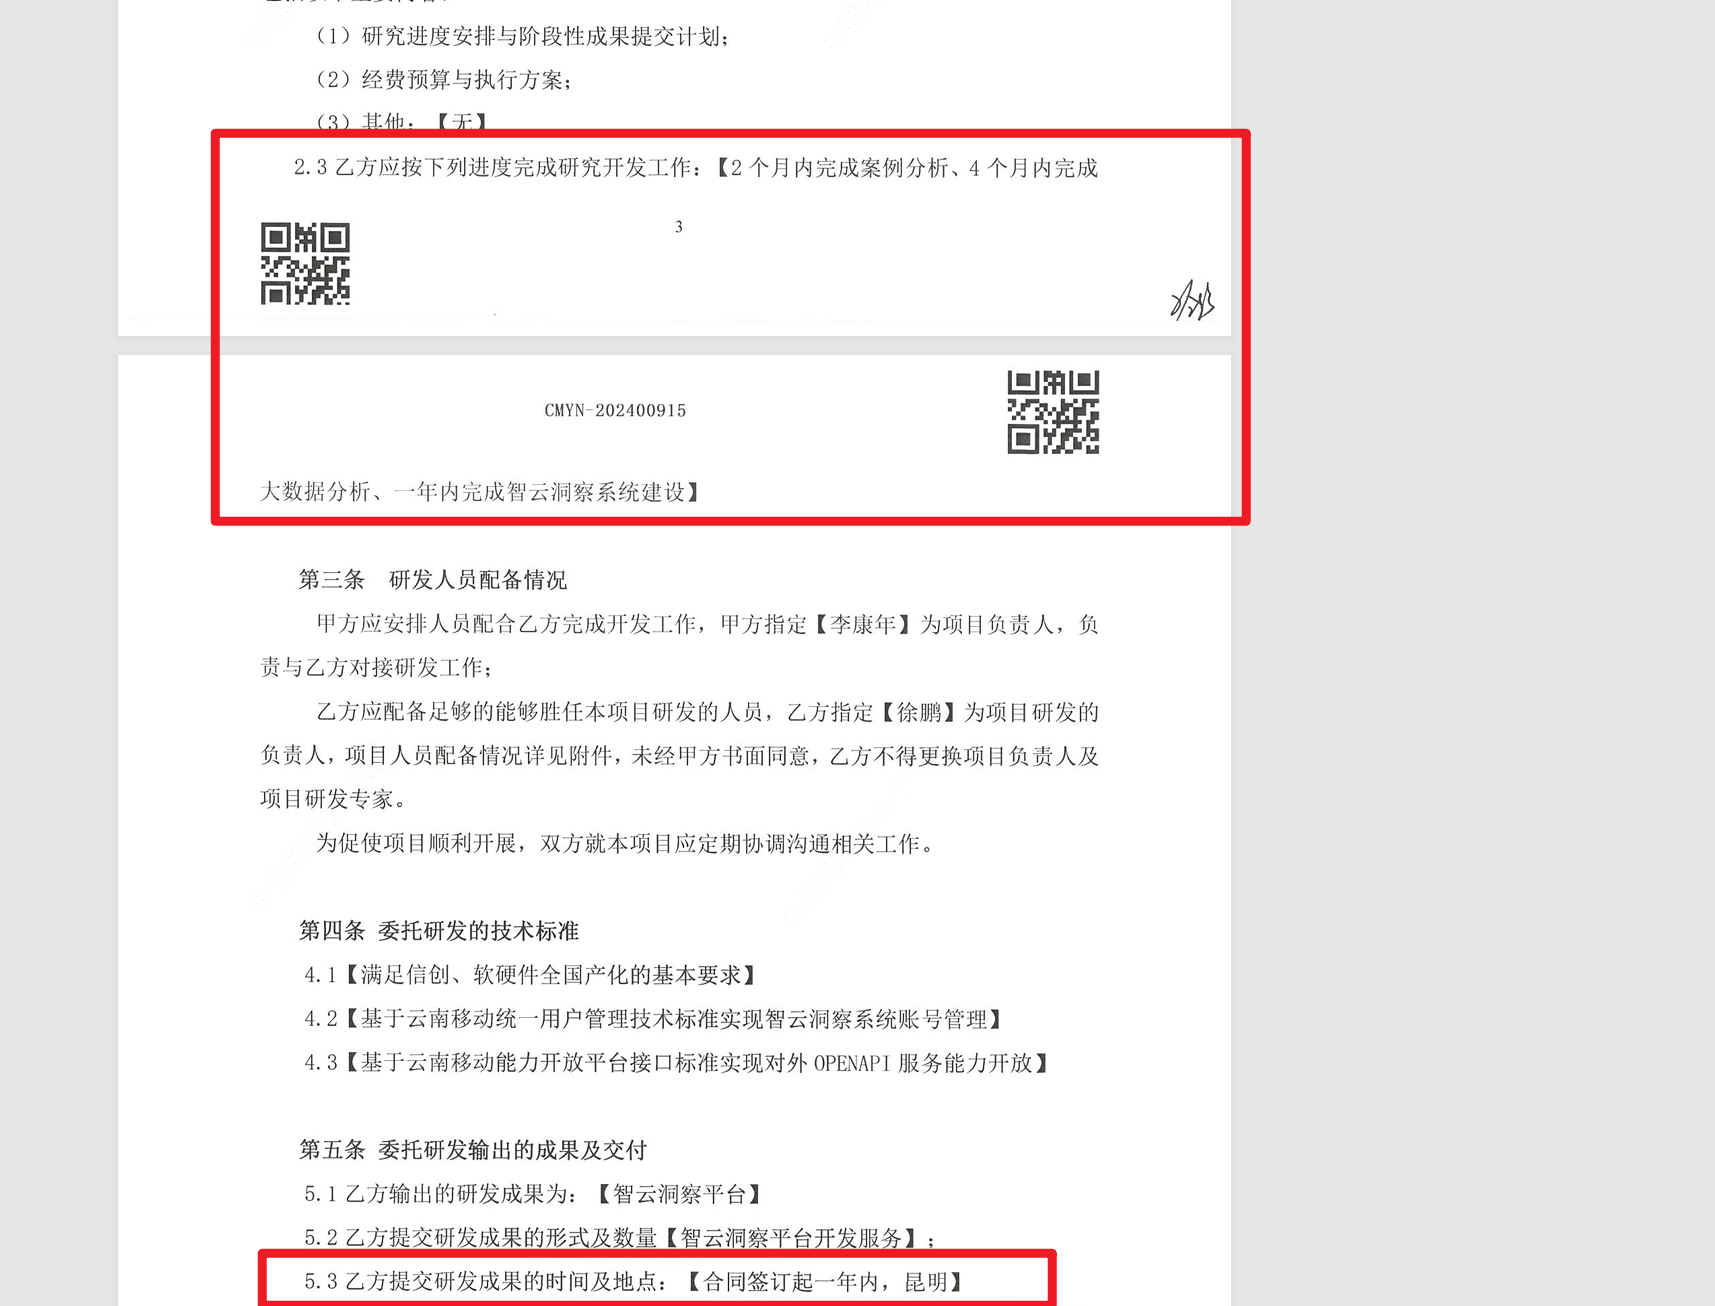 （1）研究进度安排与阶段性成果提交计划；
（2）经费预算与执行方案；
（3）其他：【无】
2.3 乙方应按下列进度完成研究开发工作：【2 个月内完成案例分析、4 个月内完成
3
CMYN-202400915
大数据分析、一年内完成智云洞察系统建设】
第三条 研发人员配备情况
甲方应安排人员配合乙方完成开发工作，甲方指定【李康年】为项目负责人，负
责与乙方对接研发工作；
乙方应配备足够的能够胜任本项目研发的人员，乙方指定【徐鹏】为项目研发的
负责人，项目人员配备情况详见附件，未经甲方书面同意，乙方不得更换项目负责人及
项目研发专家。
为促使项目顺利开展，双方就本项目应定期协调沟通相关工作。
第四条 委托研发的技术标准
4.1【满足信创、软硬件全国产化的基本要求】
4.2【基于云南移动统一用户管理技术标准实现智云洞察系统账号管理】
4.3【基于云南移动能力开放平台接口标准实现对外 OPENAPI 服务能力开放】
第五条 委托研发输出的成果及交付
5.1 乙方输出的研发成果为：【智云洞察平台】
5.2 乙方提交研发成果的形式及数量【智云洞察平台开发服务】；
5.3 乙方提交研发成果的时间及地点：【合同签订起一年内，昆明】